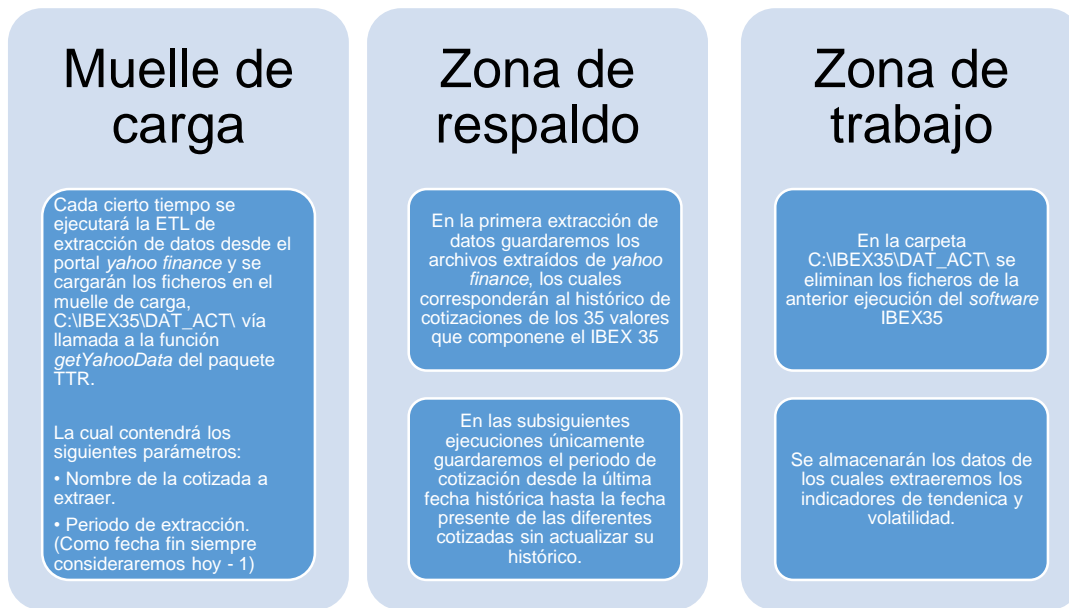 Muelle de
carga
Cada cierto tiempo se
ejecutará la ETL de
extracción de datos desde el
portal yahoo finance y se
cargarán los ficheros en el
muelle de carga,
C:\IBEX35\DAT_ACT\ vía
llamada a la función
getYahooData del paquete
TTR.
La cual contendrá los
siguientes parámetros:
• Nombre de la cotizada a
extraer.
• Periodo de extracción.
(Como fecha fin siempre
consideraremos hoy - 1)
Zona de
respaldo
En la primera extracción de
datos guardaremos los
archivos extraídos de yahoo
finance, los cuales
corresponderán al histórico de
cotizaciones de los 35 valores
que componene el IBEX 35
En las subsiguientes
ejecuciones únicamente
guardaremos el periodo de
cotización desde la última
fecha histórica hasta la fecha
presente de las diferentes
cotizadas sin actualizar su
histórico.
Zona de
trabajo
En la carpeta
C:\IBEX35\DAT_ACT\ se
eliminan los ficheros de la
anterior ejecución del software
IBEX35
Se almacenarán los datos de
los cuales extraeremos los
indicadores de tendenica y
volatilidad.